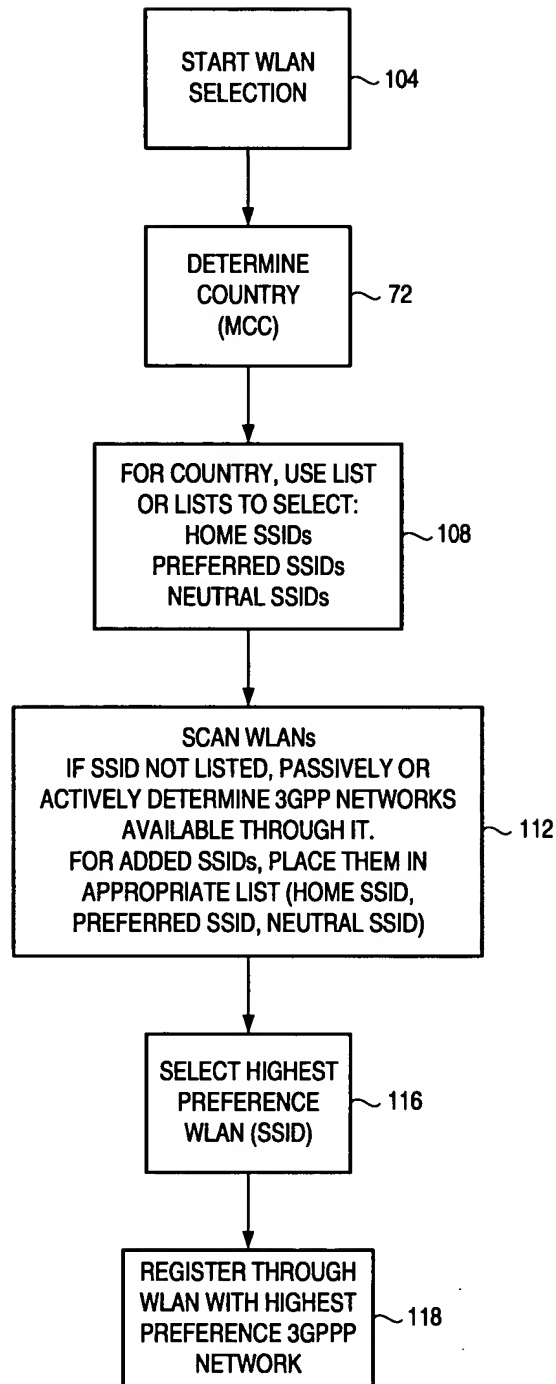 START WLAN
SELECTION
104
DETERMINE
COUNTRY
(MCC)
72
FOR COUNTRY, USE LIST
OR LISTS TO SELECT:
HOME SSIDs
PREFERRED SSIDs
NEUTRAL SSIDs
108
SCAN WLANs
IF SSID NOT LISTED, PASSIVELY OR
ACTIVELY DETERMINE 3GPP NETWORKS
AVAILABLE THROUGH IT.
FOR ADDED SSIDs, PLACE THEM IN
APPROPRIATE LIST (HOME SSID,
PREFERRED SSID, NEUTRAL SSID)
112
SELECT HIGHEST
PREFERENCE
WLAN (SSID)
116
REGISTER THROUGH
WLAN WITH HIGHEST
PREFERENCE 3GPPP
NETWORK
118